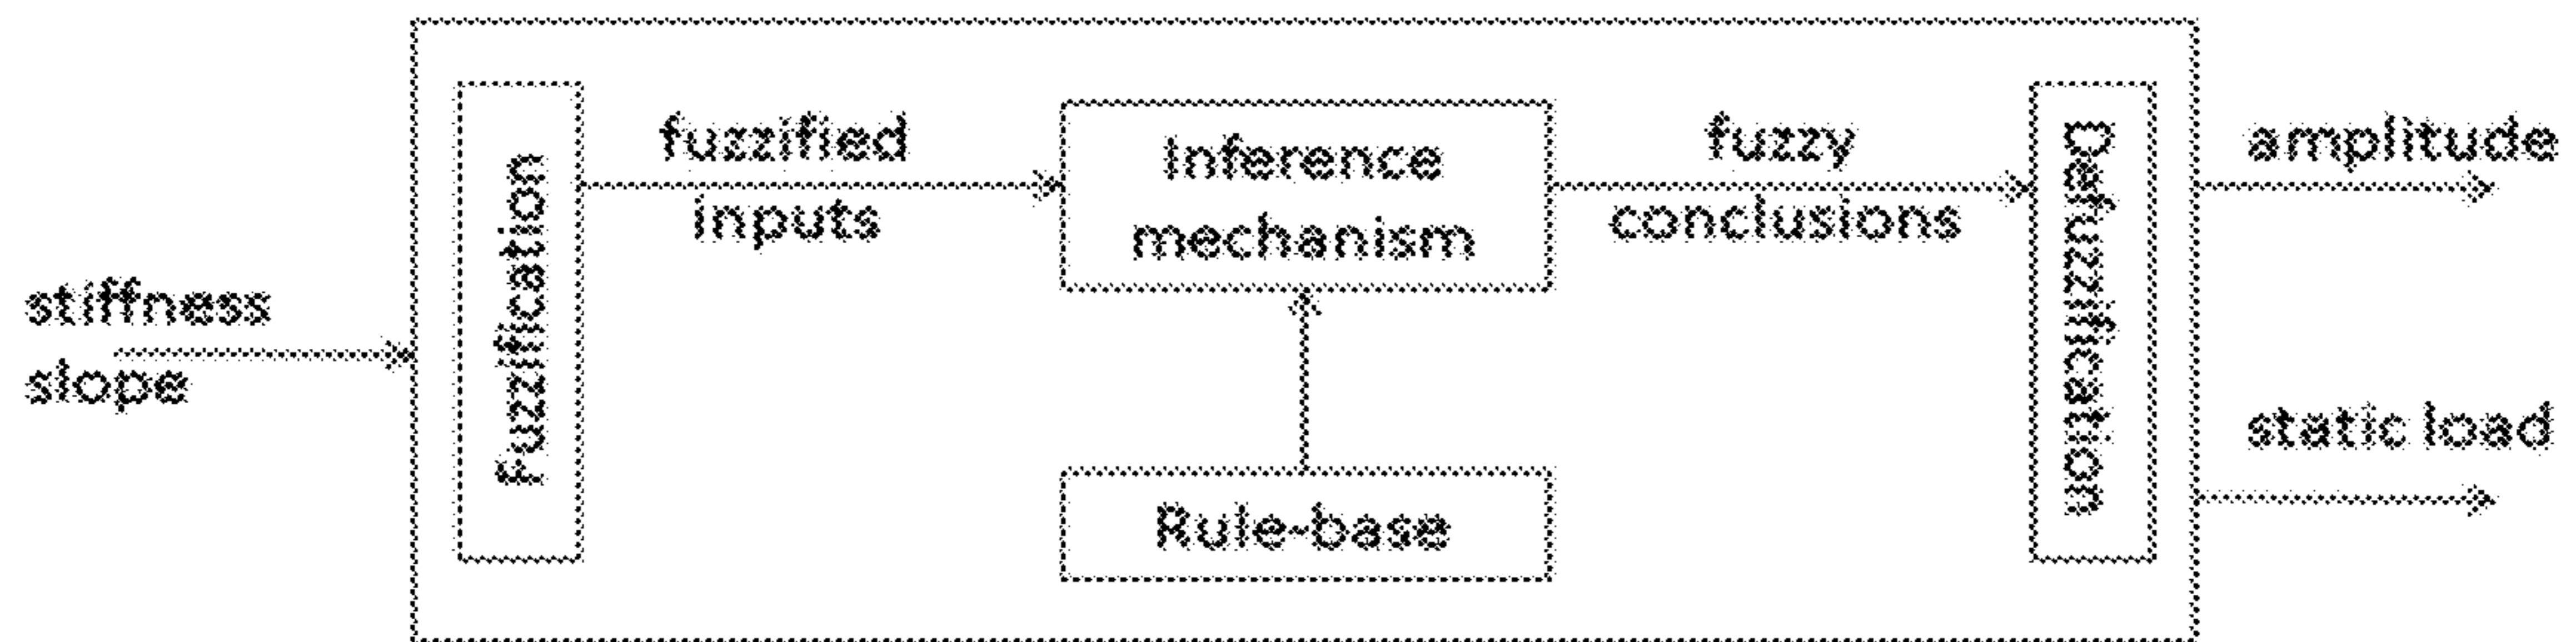 stiffness
slope
Fuzzification
fuzzified
inputs
Inference
mechanism
Rule-base
fuzzy
conclusions
Defuzzification
amplitude
static load